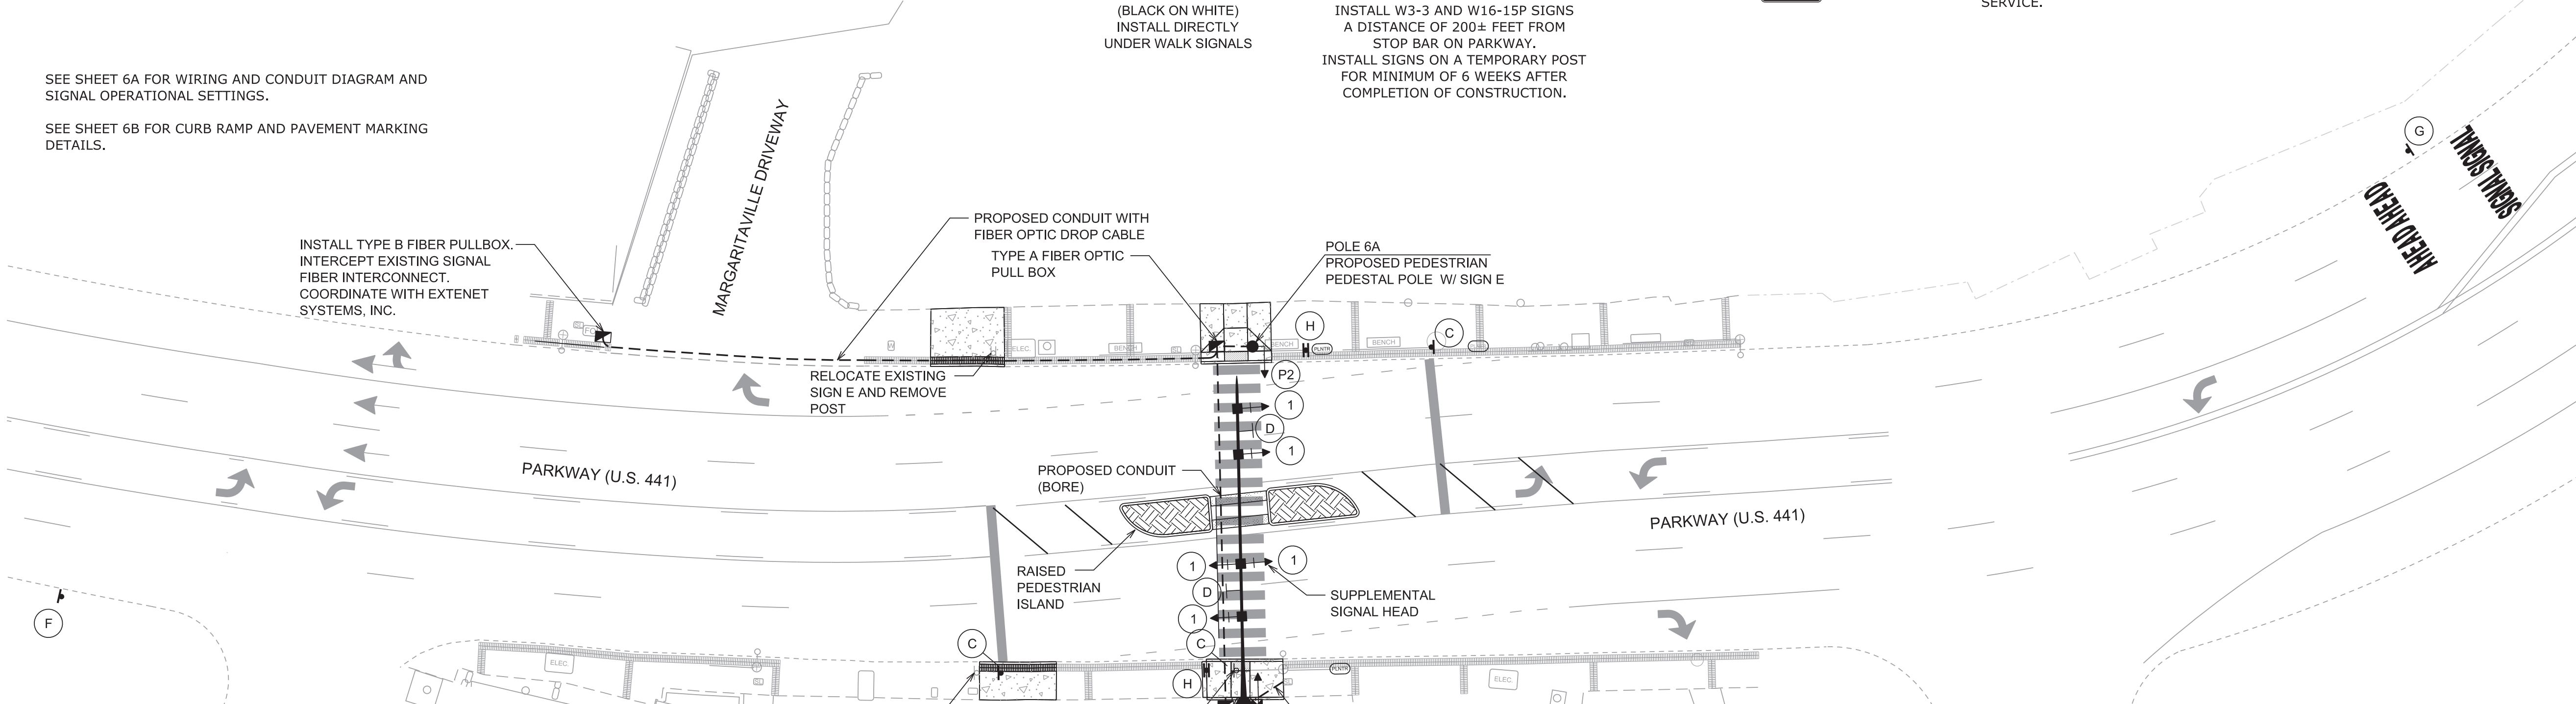 (BLACK ON WHITE)
INSTALL DIRECTLY
UNDER WALK SIGNALS
INSTALL W3-3 AND W16-15P SIGNS
A DISTANCE OF 200± FEET FROM
STOP BAR ON PARKWAY.
INSTALL SIGNS ON A TEMPORARY POST
FOR MINIMUM OF 6 WEEKS AFTER
COMPLETION OF CONSTRUCTION.
SERVICE.
SEE SHEET 6A FOR WIRING AND CONDUIT DIAGRAM AND
SIGNAL OPERATIONAL SETTINGS.
SEE SHEET 6B FOR CURB RAMP AND PAVEMENT MARKING
DETAILS.
MARGARITAVILLE DRIVEWAY
G
SIGNAL SIGNAL
AHEAD AHEAD
INSTALL TYPE B FIBER PULLBOX.
INTERCEPT EXISTING SIGNAL
FIBER INTERCONNECT.
COORDINATE WITH EXTENET
SYSTEMS, INC.
PROPOSED CONDUIT WITH
FIBER OPTIC DROP CABLE
TYPE A FIBER OPTIC
PULL BOX
POLE 6A
PROPOSED PEDESTRIAN
PEDESTAL POLE W/ SIGN E
H
C
ELEC.
BENCH
BENCH
BENCH
PLNTR
RELOCATE EXISTING
SIGN E AND REMOVE
POST
P2
1
D
1
PARKWAY (U.S. 441)
PROPOSED CONDUIT
(BORE)
PARKWAY (U.S. 441)
RAISED
PEDESTRIAN
ISLAND
1
1
D
1
SUPPLEMENTAL
SIGNAL HEAD
F
C
C
H
ELEC.
PLNTR
ELEC.